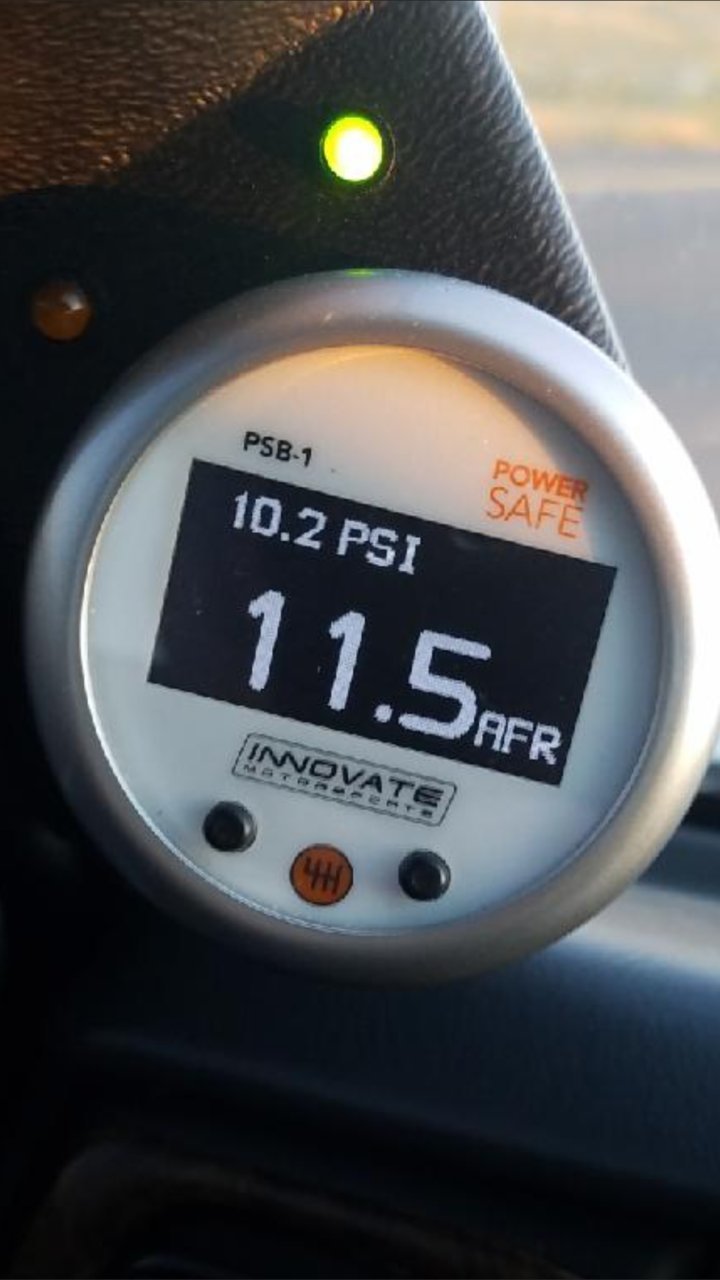 PSB-1
POWER
SAFE
10.2 PSI
11.5 AFR
INNOVATE
MOTORSPORTS